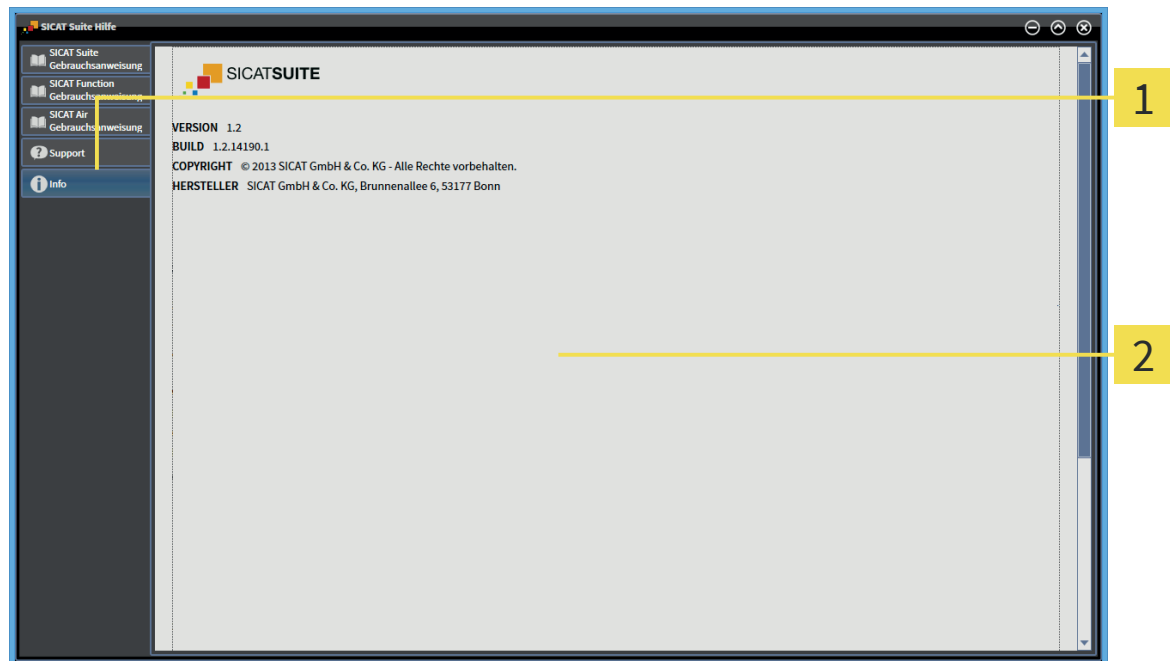 SICAT Suite Hilfe
SICAT Suite
Gebrauchsanweisung
SICAT Function
Gebrauchsanweisung
SICAT Air
Gebrauchsanweisung
Support
Info
SICATSUITE
VERSION 1.2
BUILD 1.2.14190.1
COPYRIGHT © 2013 SICAT GmbH & Co. KG - Alle Rechte vorbehalten.
HERSTELLER SICAT GmbH & Co. KG, Brunnenallee 6, 53177 Bonn
1
2